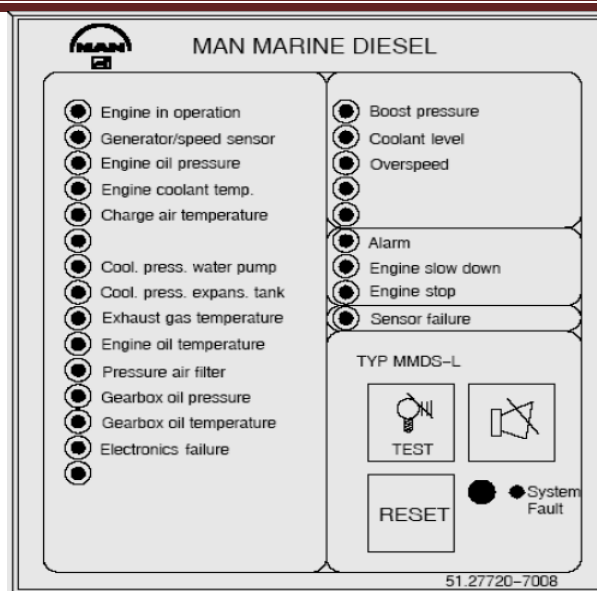 MAN
MAN MARINE DIESEL
Engine in operation
Generator/speed sensor
Engine oil pressure
Engine coolant temp.
Charge air temperature
Cool. press. water pump
Cool. press. expans. tank
Exhaust gas temperature
Engine oil temperature
Pressure air filter
Gearbox oil pressure
Gearbox oil temperature
Electronics failure
Boost pressure
Coolant level
Overspeed
Alarm
Engine slow down
Engine stop
Sensor failure
TYP MMDS-L
TEST
RESET
System
Fault
51.27720-7008